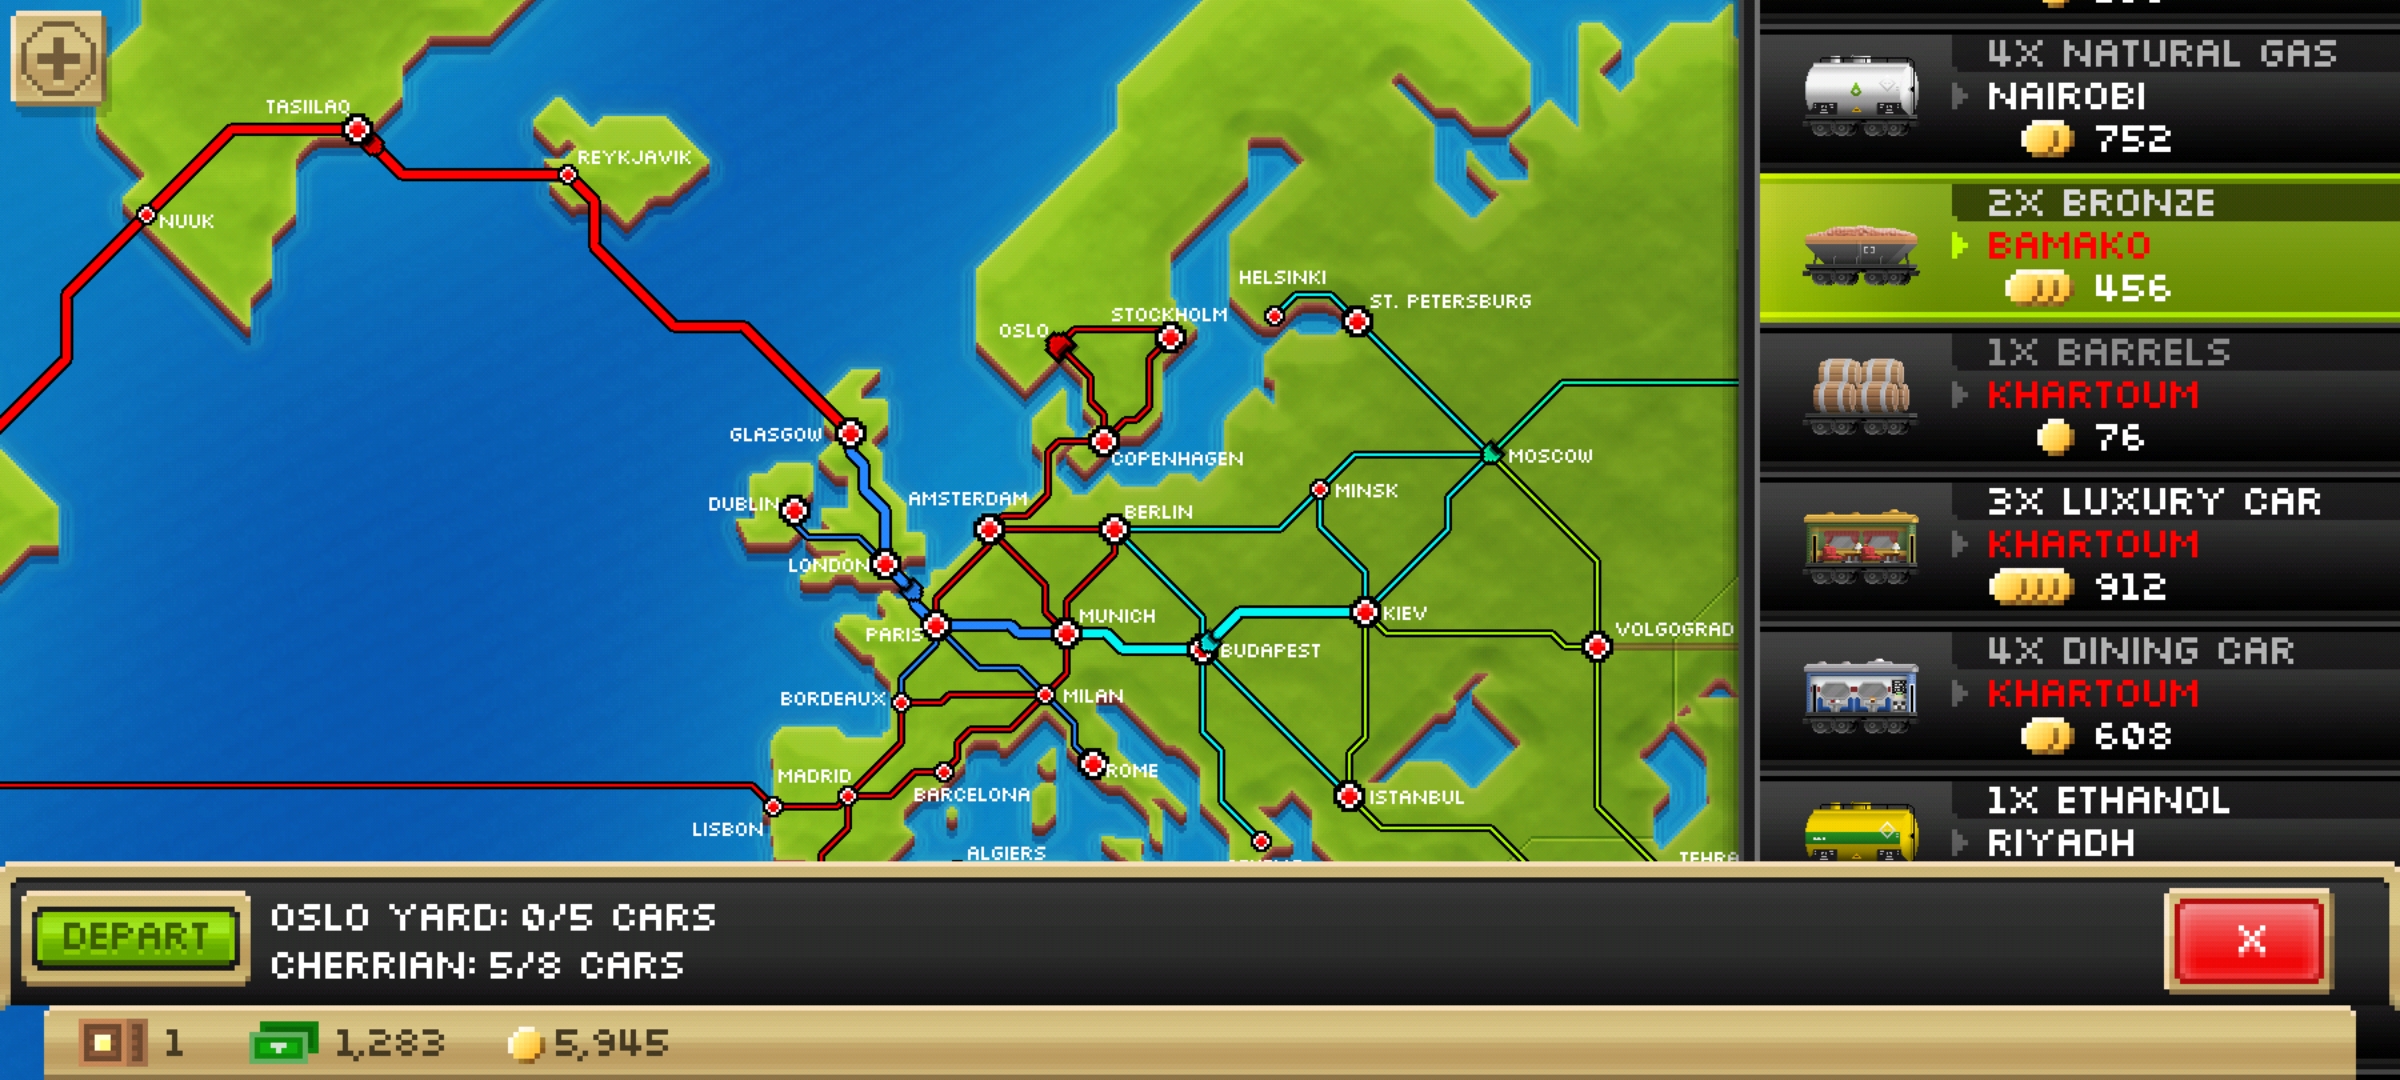 TASIILAQ
REYKJAVIK
NUUK
HELSINKI
ST. PETERSBURG
STOCKHOLM
OSLO
GLASGOW
COPENHAGEN
MOSCOW
MINSK
AMSTERDAM
DUBLIN
BERLIN
LONDON
MUNICH
KIEV
PARIS
BUDAPEST
VOLGOGRAD
BORDEAUX
MILAN
ROME
MADRID
BARCELONA
ISTANBUL
LISBON
ALGIERS
TEHRA
4X NATURAL GAS
NAIROBI
752
2X BRONZE
BAMAKO
456
1X BARRELS
KHARTOUM
76
3X LUXURY CAR
KHARTOUM
912
4X DINING CAR
KHARTOUM
608
1X ETHANOL
RIYADH
DEPART
OSLO YARD: 0/5 CARS
CHERRIAN: 5/8 CARS
X
1
1,283
5,945